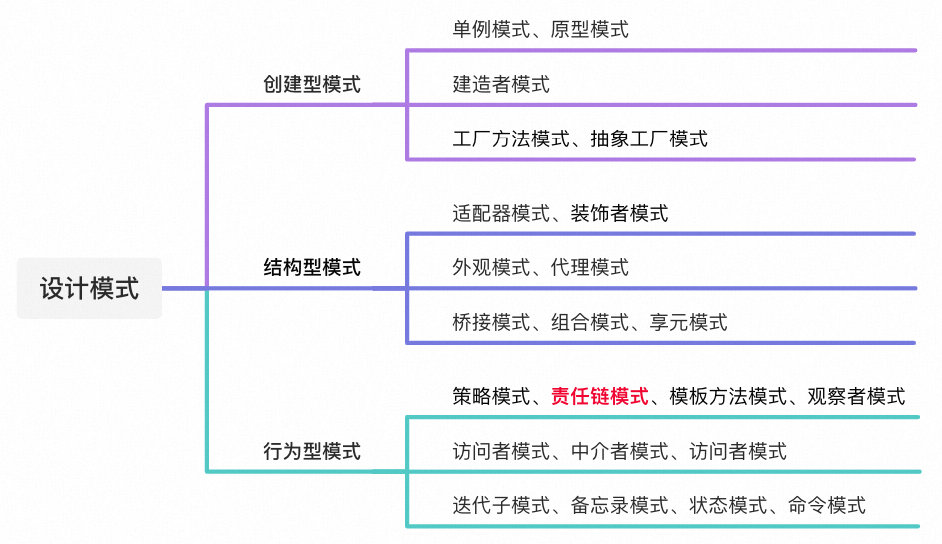 设计模式
创建型模式
单例模式、原型模式
建造者模式
工厂方法模式、抽象工厂模式
结构型模式
适配器模式、装饰者模式
外观模式、代理模式
桥接模式、组合模式、享元模式
行为型模式
策略模式、责任链模式、模板方法模式、观察者模式
访问者模式、中介者模式、访问者模式
迭代子模式、备忘录模式、状态模式、命令模式